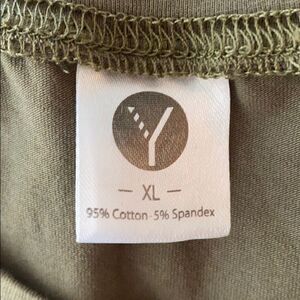 Y
– XL –
95% Cotton·5% Spandex